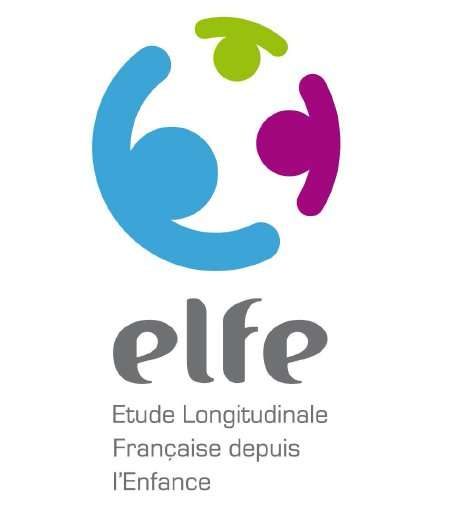 elfe
Etude Longitudinale
Française depuis
l'Enfance